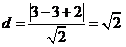 d = |3-3+2| / √2 = √2